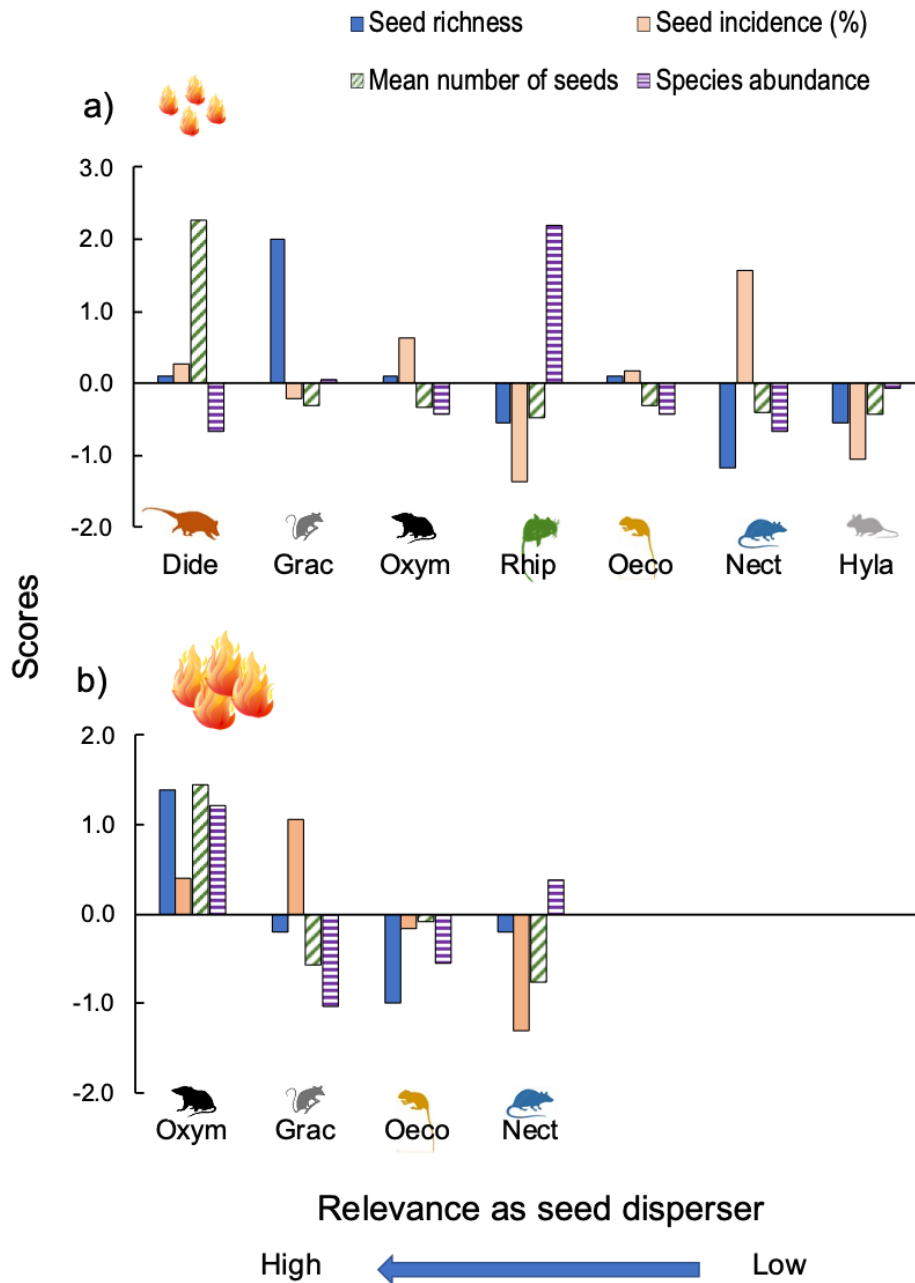 Seed richness Seed incidence (%)
Mean number of seeds Species abundance
a)
3.0
2.0
1.0
0.0
-1.0
-2.0
Dide Grac Oxym Rhip Oeco Nect Hyla
Scores
b)
2.0
1.0
0.0
-1.0
-2.0
Oxym Grac Oeco Nect
Relevance as seed disperser
High Low